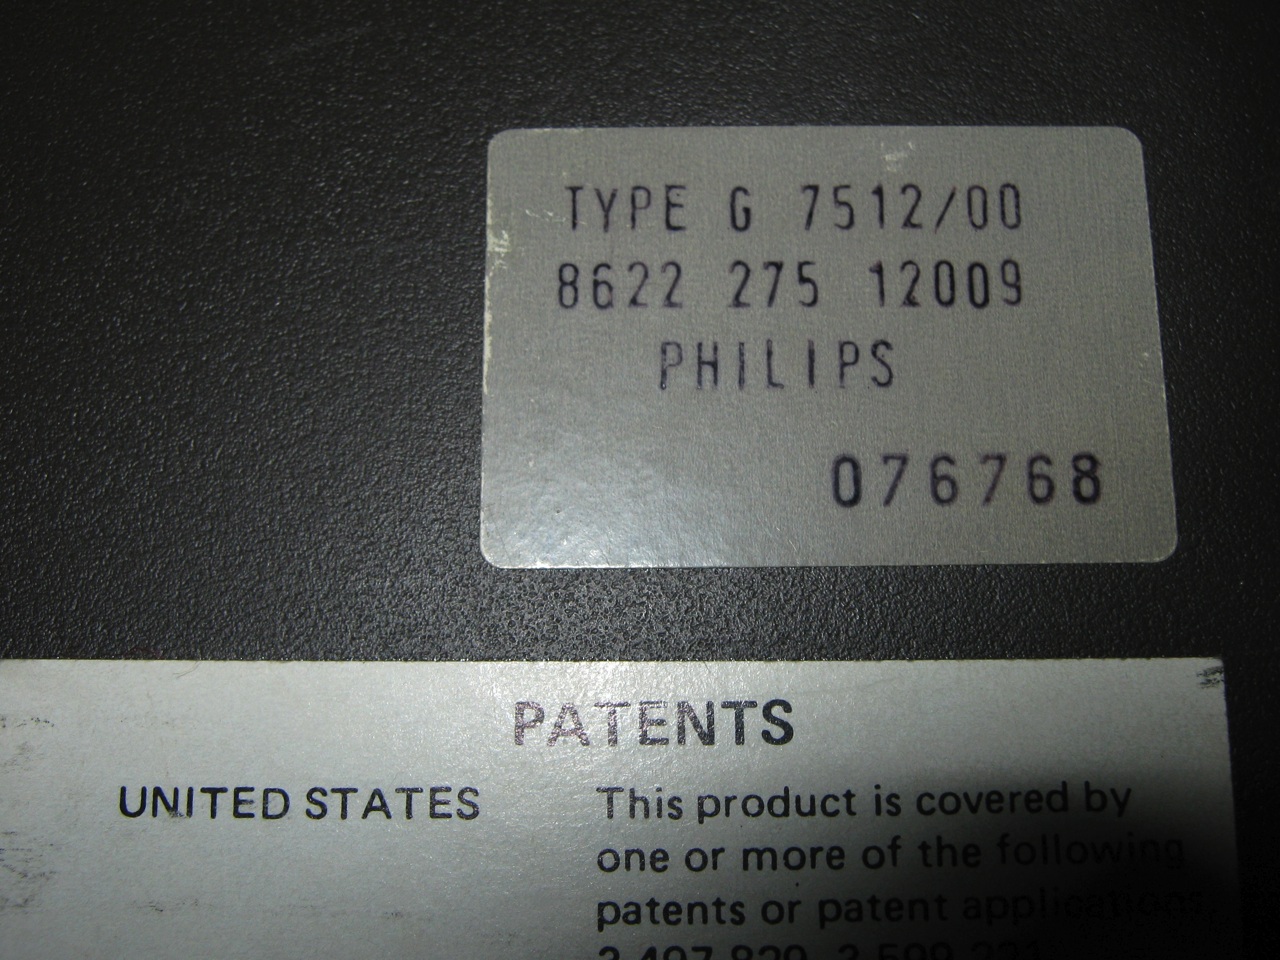 TYPE G 7512/00
8622 275 12009
PHILIPS
076768
PATENTS
UNITED STATES This product is covered by
one or more of the following
patents or patent applications